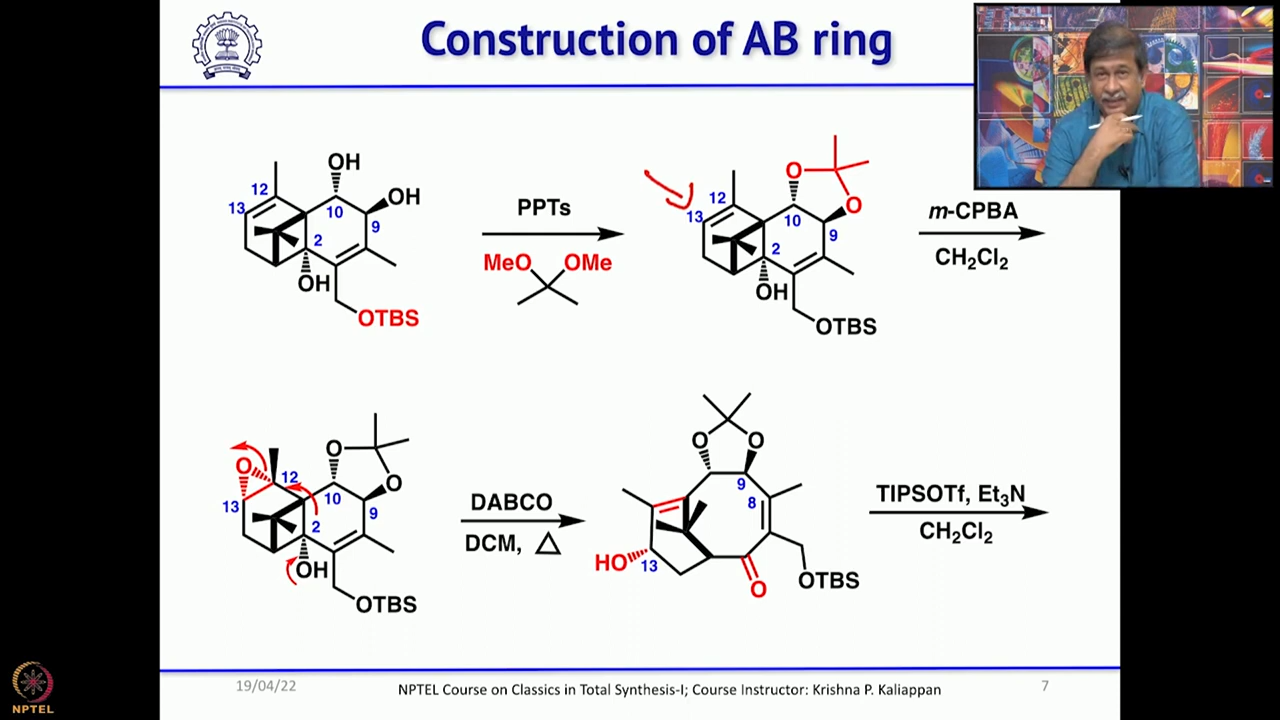 Construction of AB ring
OH
12
OH
13
10
9
2
OH
OTBS
PPTs
MeO OMe
O
12
O
13
10
9
2
OH
OTBS
m-CPBA
CH2Cl2
O
O
12
O
13
10
9
2
OH
OTBS
DABCO
DCM, △
O O
9
8
HO
13
O
OTBS
TIPSOTf, Et3N
CH2Cl2
NPTEL
19/04/22
NPTEL Course on Classics in Total Synthesis-I; Course Instructor: Krishna P. Kaliappan
7